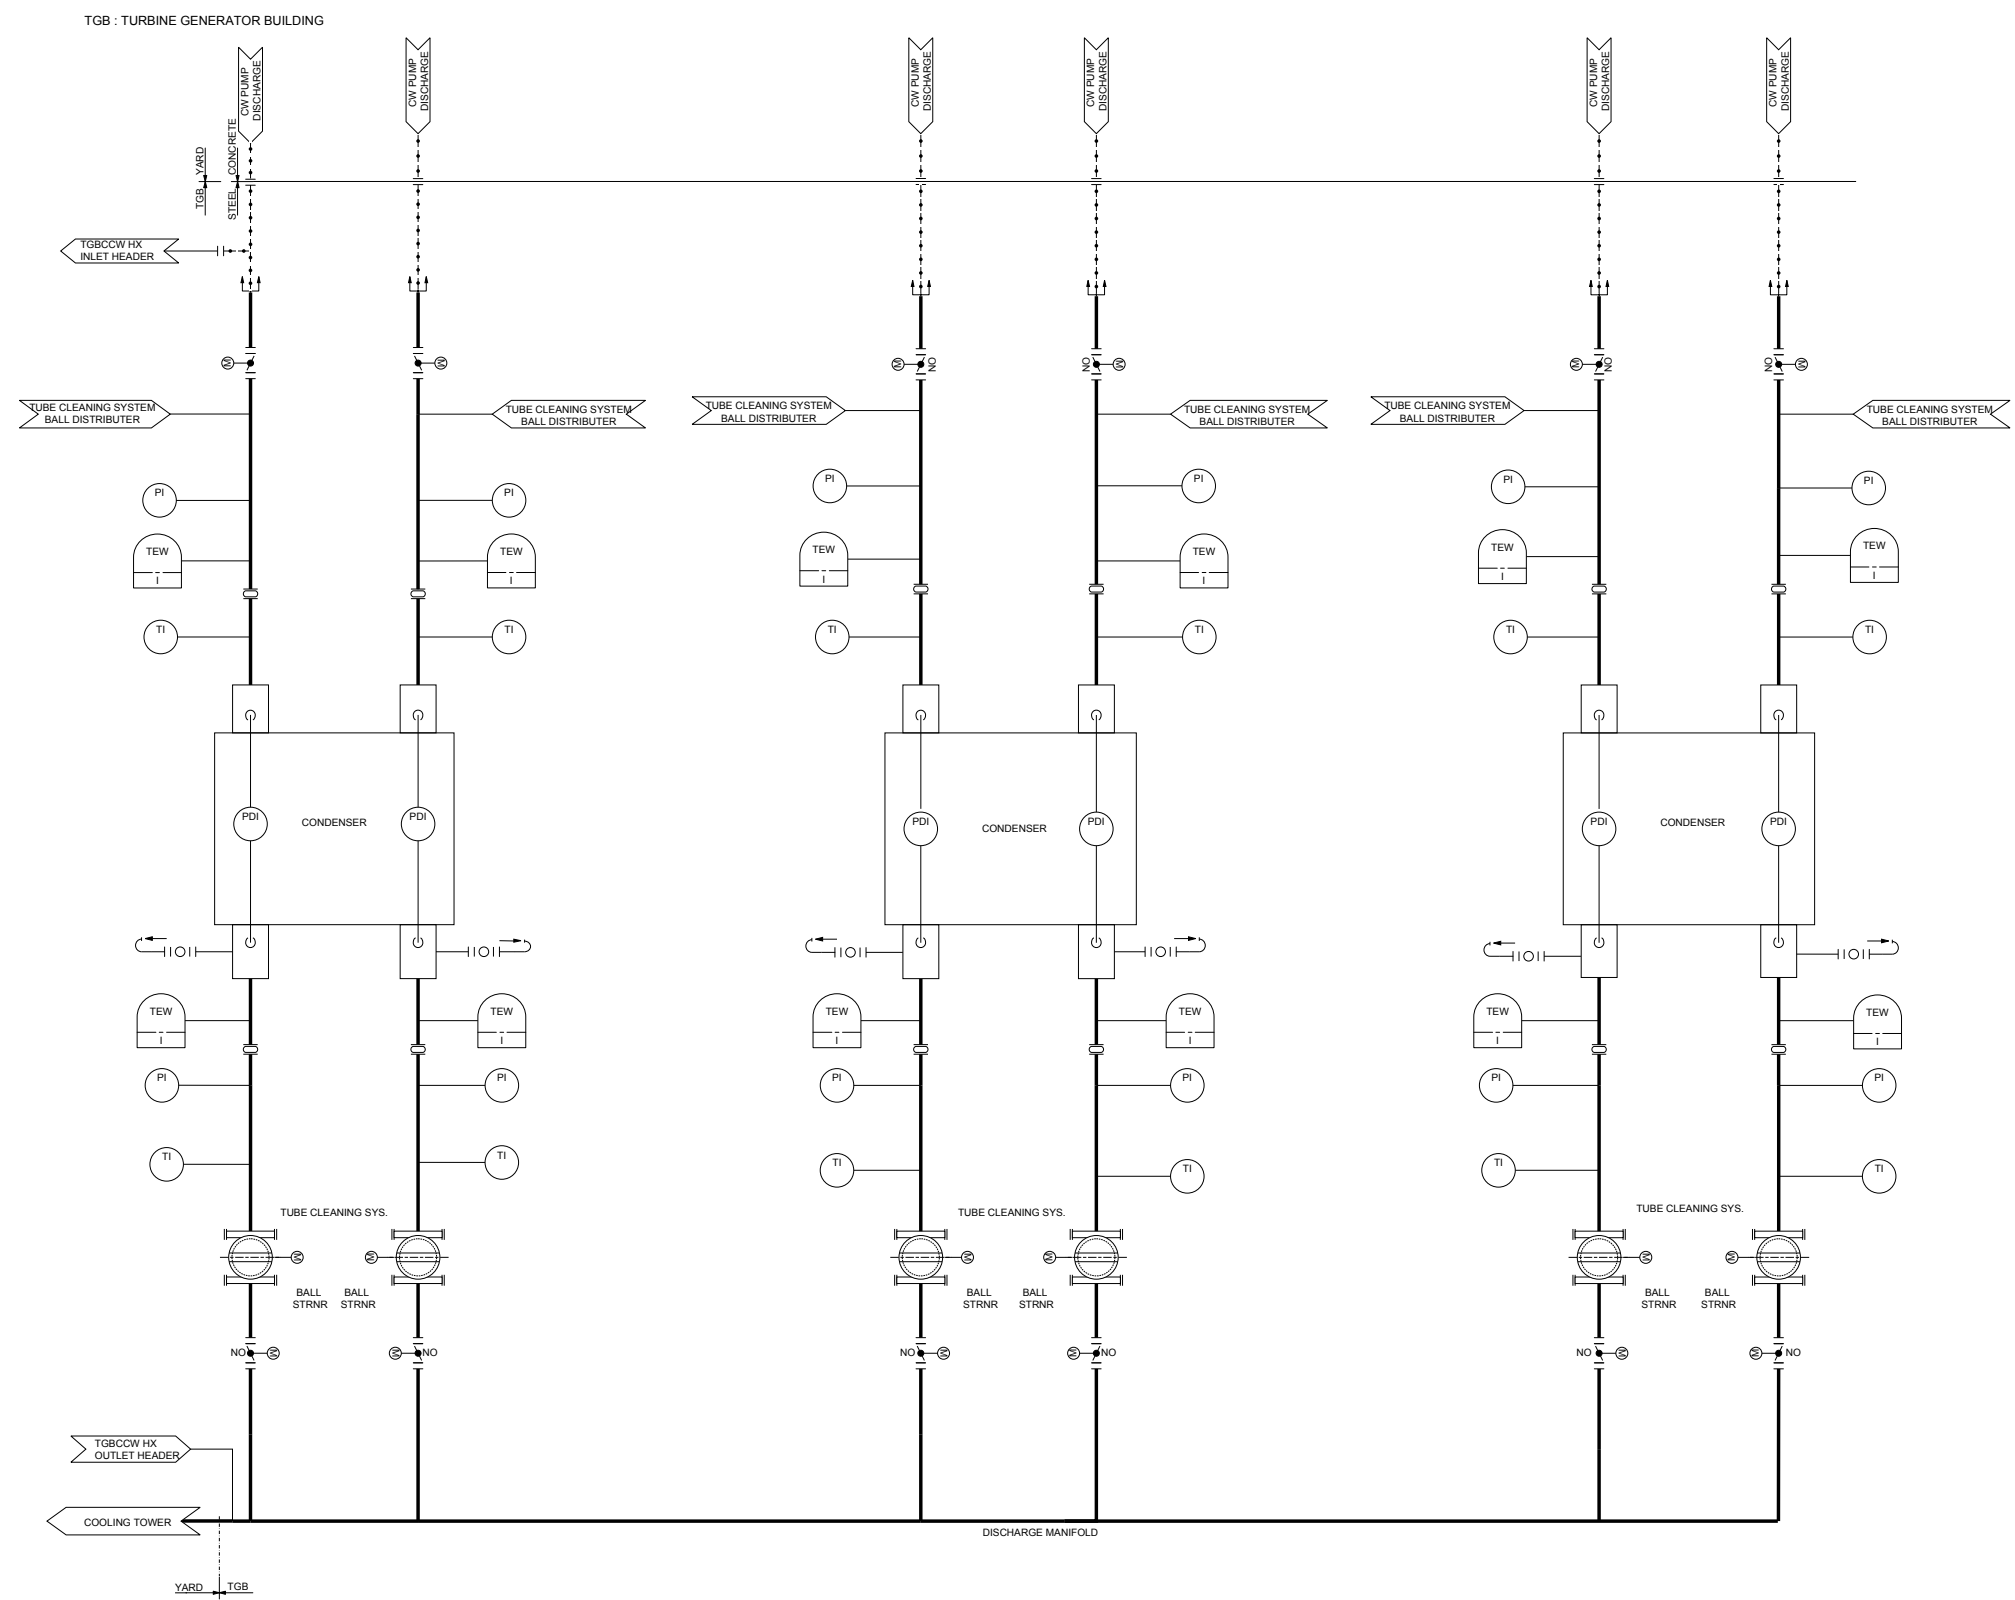 TGB : TURBINE GENERATOR BUILDING
CW PUMP
DISCHARGE
CW PUMP
DISCHARGE
CW PUMP
DISCHARGE
CW PUMP
DISCHARGE
CW PUMP
DISCHARGE
CW PUMP
DISCHARGE
YARD
TGB
CONCRETE
STEEL
TGBCCW HX
INLET HEADER
M
M
M NO
NO M
M NO
NO M
TUBE CLEANING SYSTEM
BALL DISTRIBUTER
TUBE CLEANING SYSTEM
BALL DISTRIBUTER
TUBE CLEANING SYSTEM
BALL DISTRIBUTER
TUBE CLEANING SYSTEM
BALL DISTRIBUTER
TUBE CLEANING SYSTEM
BALL DISTRIBUTER
TUBE CLEANING SYSTEM
BALL DISTRIBUTER
PI
PI
PI
PI
PI
PI
TEW
I
TEW
I
TEW
I
TEW
I
TEW
I
TEW
I
TI
TI
TI
TI
TI
TI
PDI
CONDENSER
PDI
PDI
CONDENSER
PDI
PDI
CONDENSER
PDI
TEW
I
TEW
I
TEW
I
TEW
I
TEW
I
TEW
I
PI
PI
PI
PI
PI
PI
TI
TI
TI
TI
TI
TI
TUBE CLEANING SYS.
TUBE CLEANING SYS.
TUBE CLEANING SYS.
M
M
M
M
M
M
BALL
STRNR
BALL
STRNR
BALL
STRNR
BALL
STRNR
BALL
STRNR
BALL
STRNR
NO M
M NO
NO M
M NO
NO M
M NO
TGBCCW HX
OUTLET HEADER
COOLING TOWER
DISCHARGE MANIFOLD
YARD
TGB